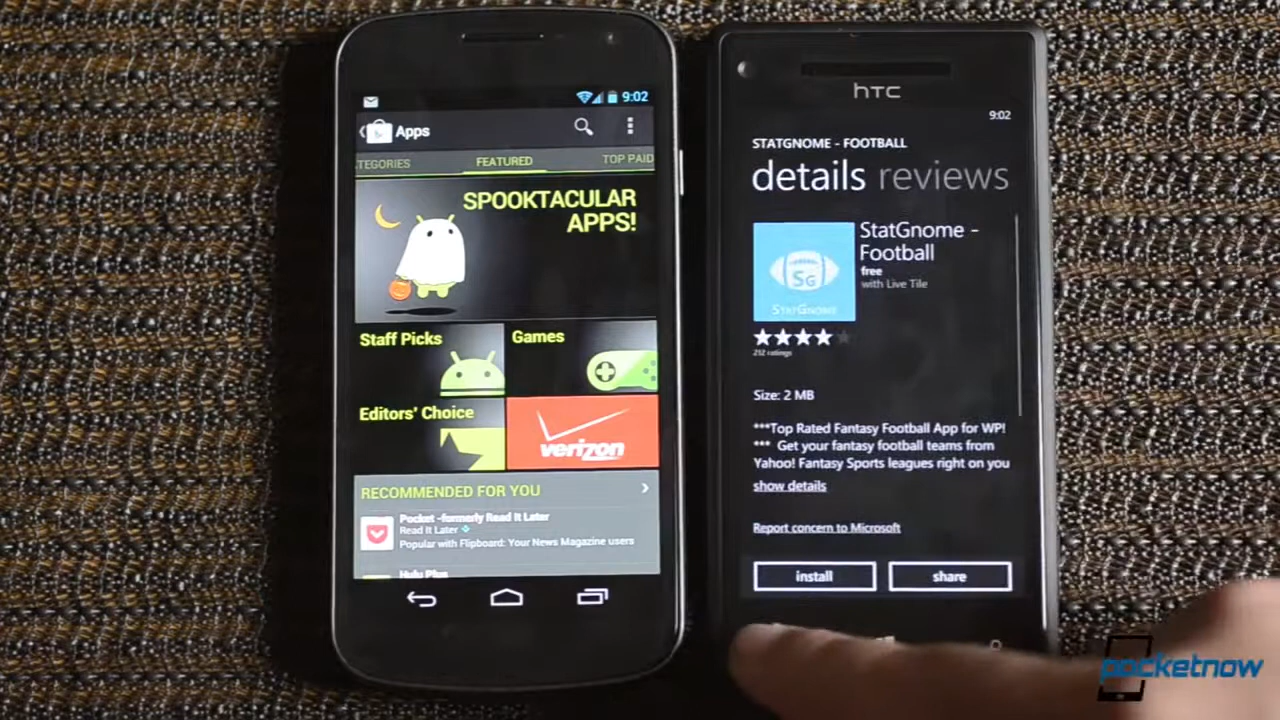 9:02
Apps
TEGORIES
FEATURED
TOP PAID
SPOOKTACULAR
APPS!
Staff Picks
Games
Editors' Choice
verizon
RECOMMENDED FOR YOU
Pocket -formerly Read It Later
Read It Later
Popular with Flipboard: Your News Magazine users
Hulu Plus
hTC
9:02
STATGNOME - FOOTBALL
details reviews
StatGnome -
Football
free
with Live Tile
SG
STATGNOME
212 ratings
Size: 2 MB
***Top Rated Fantasy Football App for WP!
*** Get your fantasy football teams from
Yahoo! Fantasy Sports leagues right on you
show details
Report concern to Microsoft
install
share
pocketnow